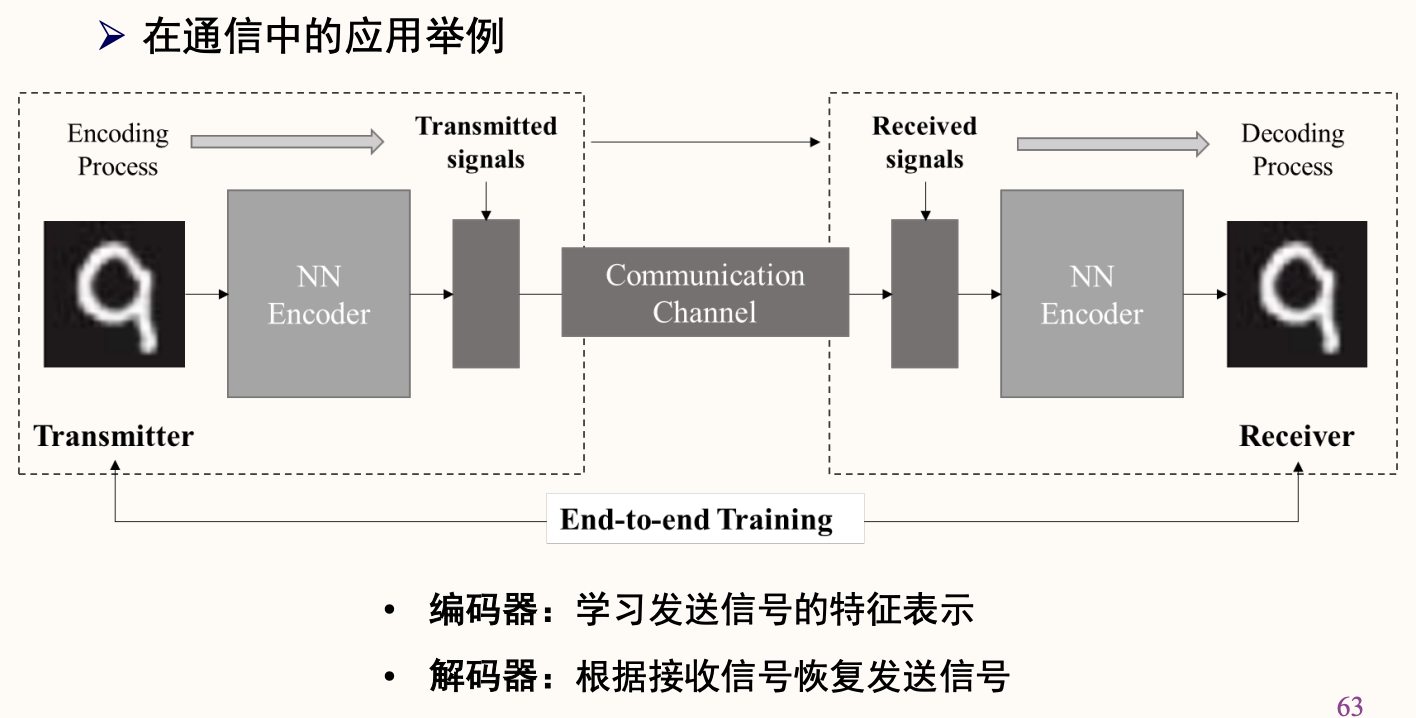 ➢ 在通信中的应用举例
Encoding
Process
Transmitted
signals
Received
signals
Decoding
Process
NN
Encoder
Communication
Channel
NN
Encoder
Transmitter
Receiver
End-to-end Training
• 编码器：学习发送信号的特征表示
• 解码器：根据接收信号恢复发送信号
63